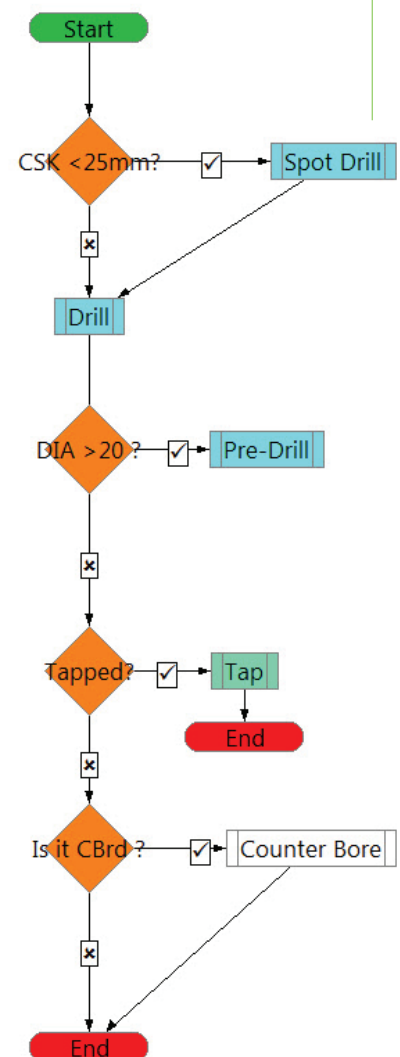 Start
CSK <25mm?
Spot Drill
Drill
DIA >20 ?
Pre-Drill
Tapped?
Tap
End
Is it CBrd ?
Counter Bore
End